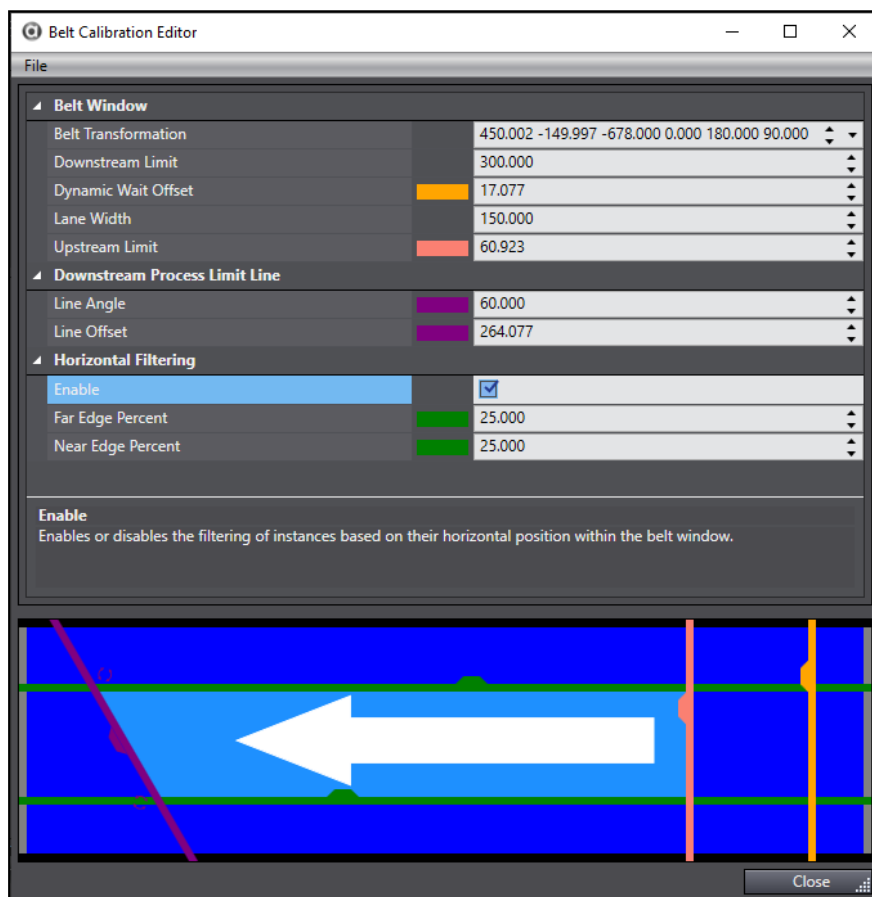 Belt Calibration Editor
File
Belt Window
Belt Transformation 450.002 -149.997 -678.000 0.000 180.000 90.000
Downstream Limit 300.000
Dynamic Wait Offset 17.077
Lane Width 150.000
Upstream Limit 60.923
Downstream Process Limit Line
Line Angle 60.000
Line Offset 264.077
Horizontal Filtering
Enable
Far Edge Percent 25.000
Near Edge Percent 25.000
Enable
Enables or disables the filtering of instances based on their horizontal position within the belt window.
Close